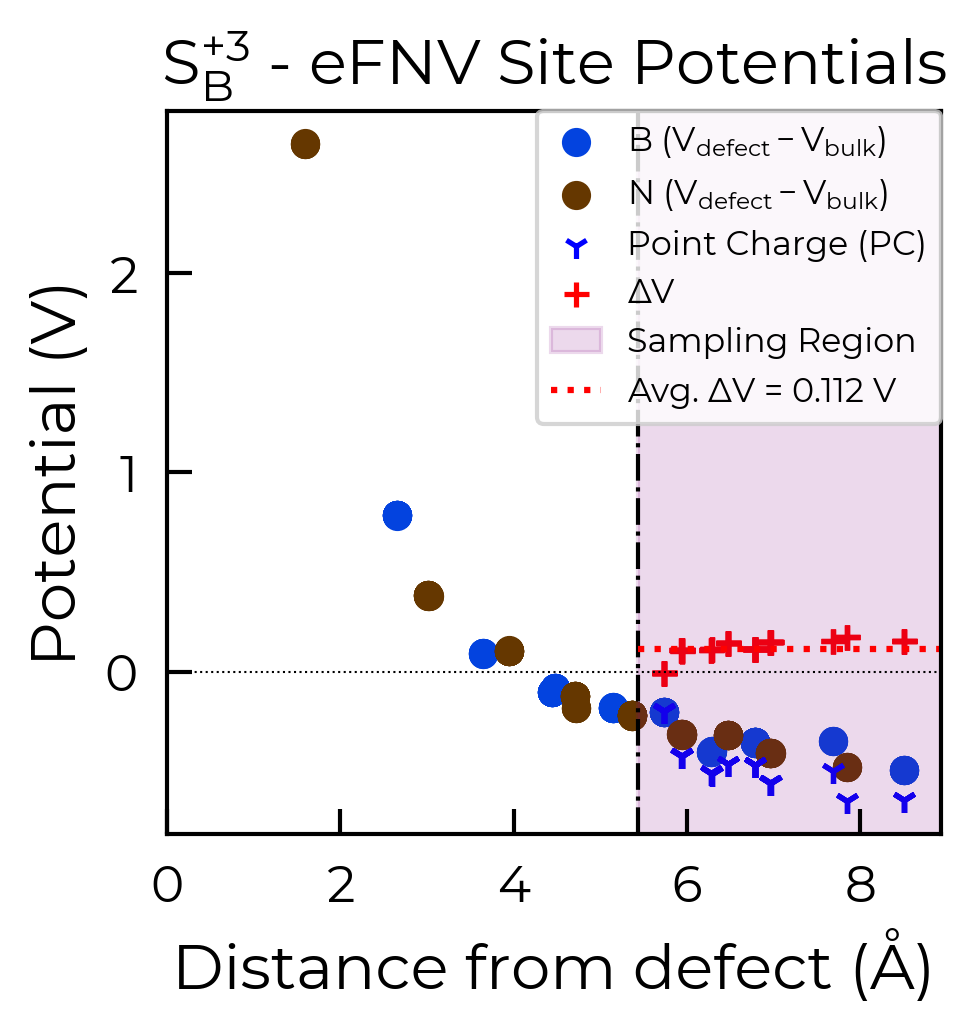 S_B^{+3} - eFNV Site Potentials
B (V_defect – V_bulk)
N (V_defect – V_bulk)
Point Charge (PC)
ΔV
Sampling Region
Avg. ΔV = 0.112 V
Potential (V)
2
1
0
0 2 4 6 8
Distance from defect (Å)